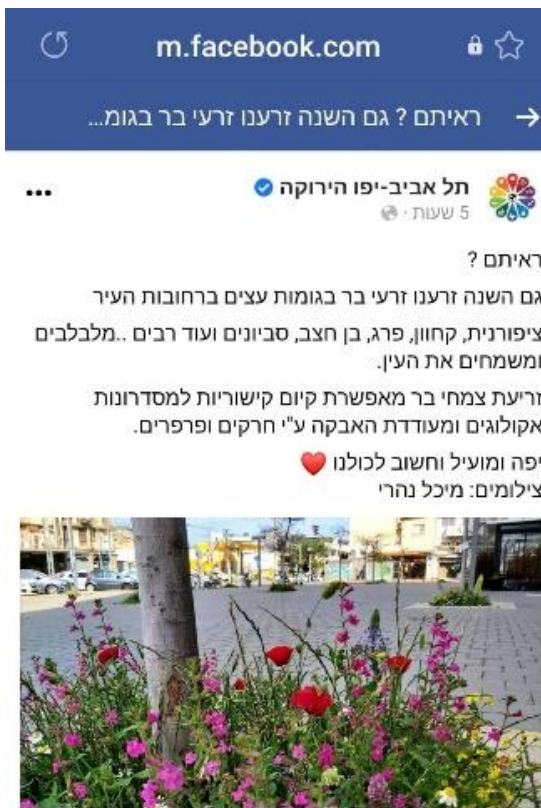 m.facebook.com
ראיתם ? גם השנה זרענו זרעי בר בגומ...
תל אביב-יפו הירוקה
5 שעות ·
ראיתם ?
גם השנה זרענו זרעי בר בגומות עצים ברחובות העיר
ציפורנית, קחוון, פרג, בן חצב, סביונים ועוד רבים ..מלבלבים
ומשמחים את העין.
זריעת צמחי בר מאפשרת קיום קישוריות למסדרונות
אקולוגים ומעודדת האבקה ע"י חרקים ופרפרים.
יפה ומועיל וחשוב לכולנו ❤️
צילומים: מיכל נהרי